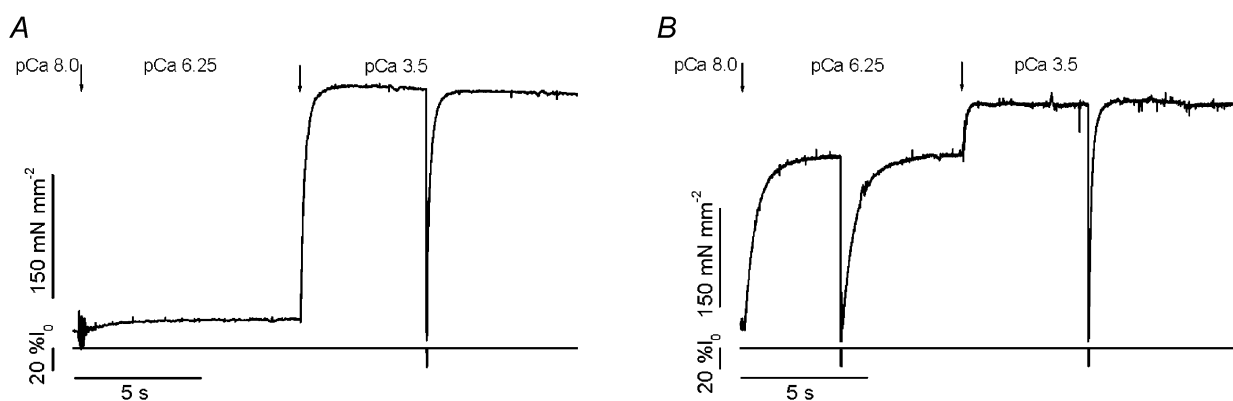 A
pCa 8.0 pCa 6.25 pCa 3.5
150 mN mm⁻²
20 %l₀
5 s
B
pCa 8.0 pCa 6.25 pCa 3.5
150 mN mm⁻²
20 %l₀
5 s